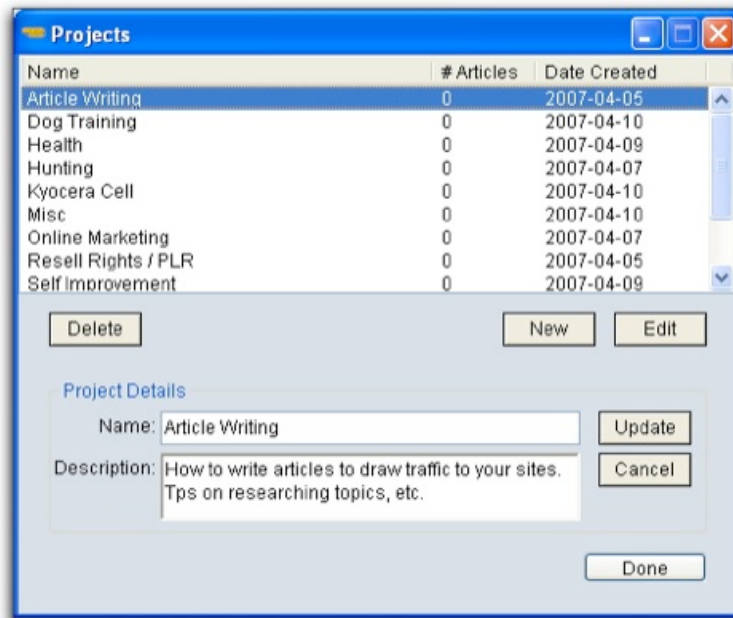 Projects
Name # Articles Date Created
Article Writing 0 2007-04-05
Dog Training 0 2007-04-10
Health 0 2007-04-09
Hunting 0 2007-04-07
Kyocera Cell 0 2007-04-10
Misc 0 2007-04-10
Online Marketing 0 2007-04-07
Resell Rights / PLR 0 2007-04-05
Self Improvement 0 2007-04-09
Delete New Edit
Project Details
Name: Article Writing Update
Description: How to write articles to draw traffic to your sites. Cancel
Tps on researching topics, etc.
Done